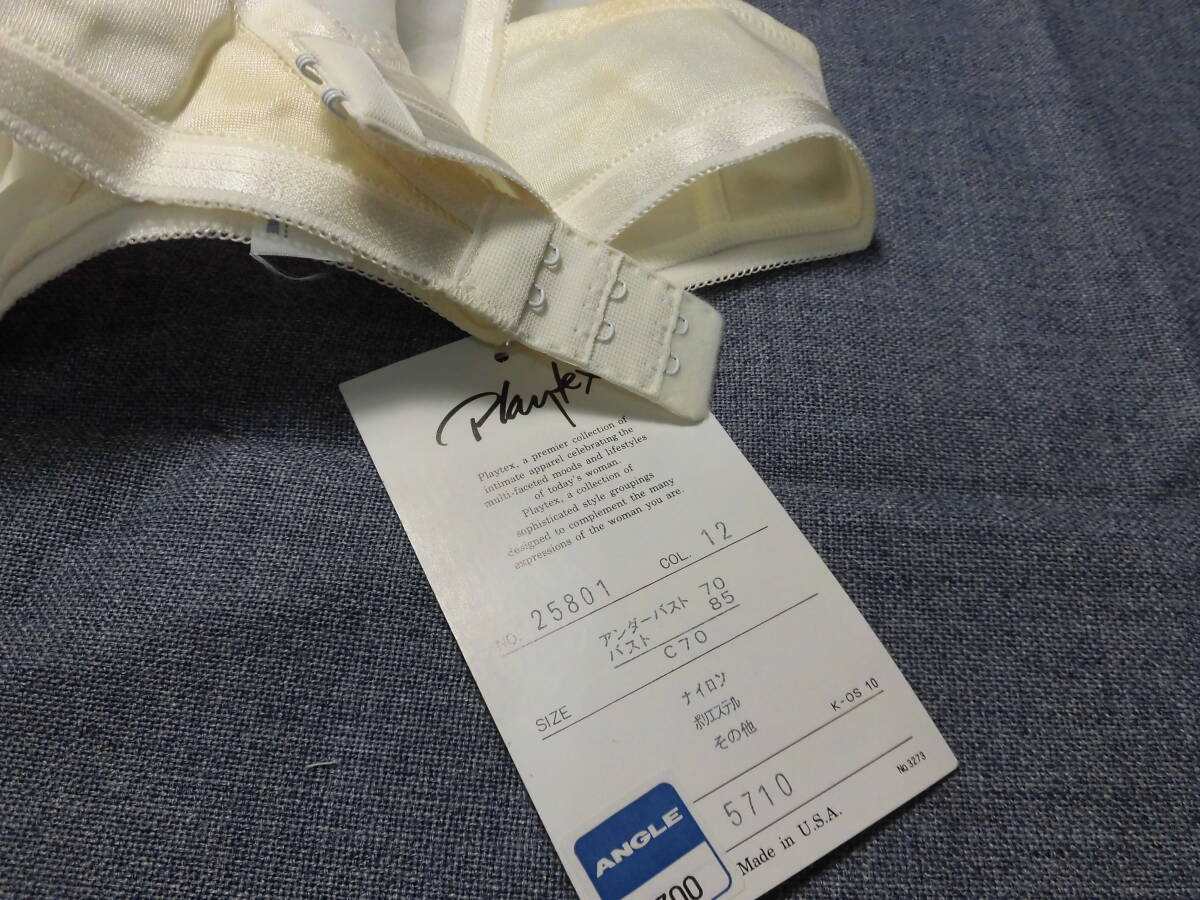 Playtex
Playtex, a premier collection of
intimate apparel celebrating the
multi-faceted moods and lifestyles
of today's woman.
Playtex, a collection of
sophisticated style groupings
designed to complement the many
expressions of the woman you are.
NO. 25801 COL. 12
アンダーバスト 70
バスト 85
C70
SIZE
ナイロン
ポリエステル
その他
K-OS 10
5710
No.3273
Made in U.S.A.
ANGLE